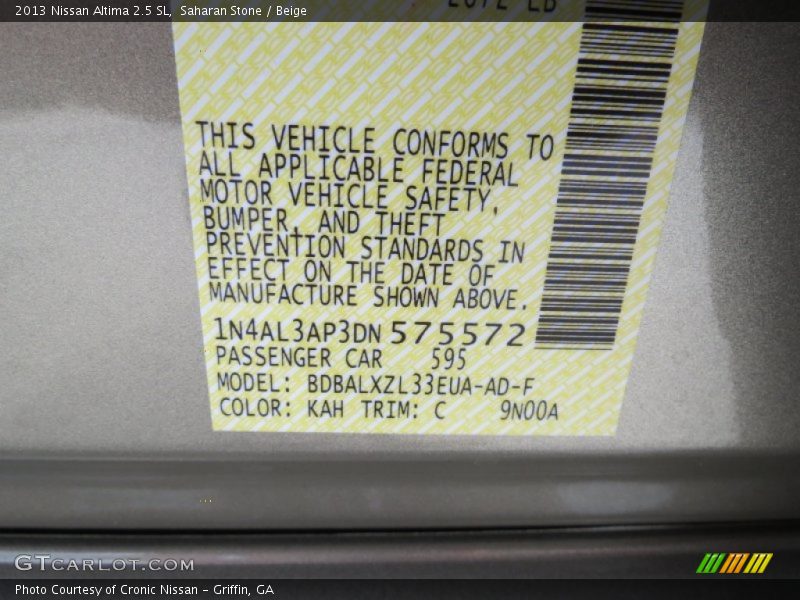 2013 Nissan Altima 2.5 SL, Saharan Stone / Beige
THIS VEHICLE CONFORMS TO
ALL APPLICABLE FEDERAL
MOTOR VEHICLE SAFETY,
BUMPER, AND THEFT
PREVENTION STANDARDS IN
EFFECT ON THE DATE OF
MANUFACTURE SHOWN ABOVE.
1N4AL3AP3DN575572
PASSENGER CAR 595
MODEL: BDBALXZL33EUA-AD-F
COLOR: KAH TRIM: C 9N00A
GTCARLOT.COM
Photo Courtesy of Cronic Nissan - Griffin, GA